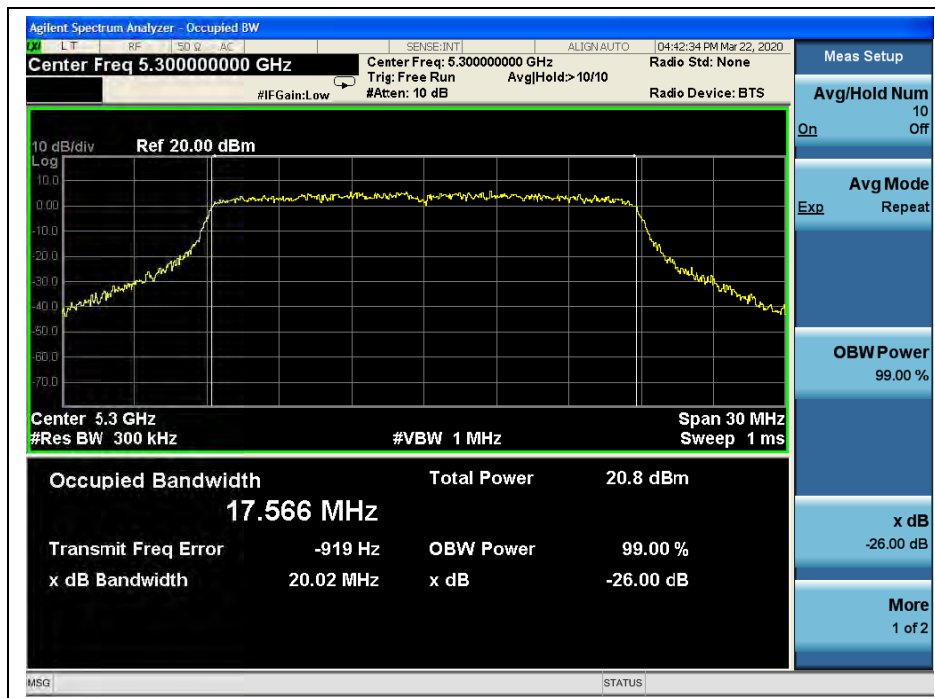 Agilent Spectrum Analyzer - Occupied BW
LXI L T RF 50 Ω AC SENSE:INT ALIGN AUTO 04:42:34 PM Mar 22, 2020
Center Freq 5.300000000 GHz Center Freq: 5.300000000 GHz Radio Std: None
Trig: Free Run Avg|Hold:>10/10
#IFGain:Low #Atten: 10 dB Radio Device: BTS
10 dB/div Ref 20.00 dBm
Log
10.0
0.00
-10.0
-20.0
-30.0
-40.0
-50.0
-60.0
-70.0
Center 5.3 GHz Span 30 MHz
#Res BW 300 kHz #VBW 1 MHz Sweep 1 ms
Occupied Bandwidth Total Power 20.8 dBm
17.566 MHz
Transmit Freq Error -919 Hz OBW Power 99.00 %
x dB Bandwidth 20.02 MHz x dB -26.00 dB
Meas Setup
Avg/Hold Num
10
On Off
Avg Mode
Exp Repeat
OBW Power
99.00 %
x dB
-26.00 dB
More
1 of 2
MSG STATUS